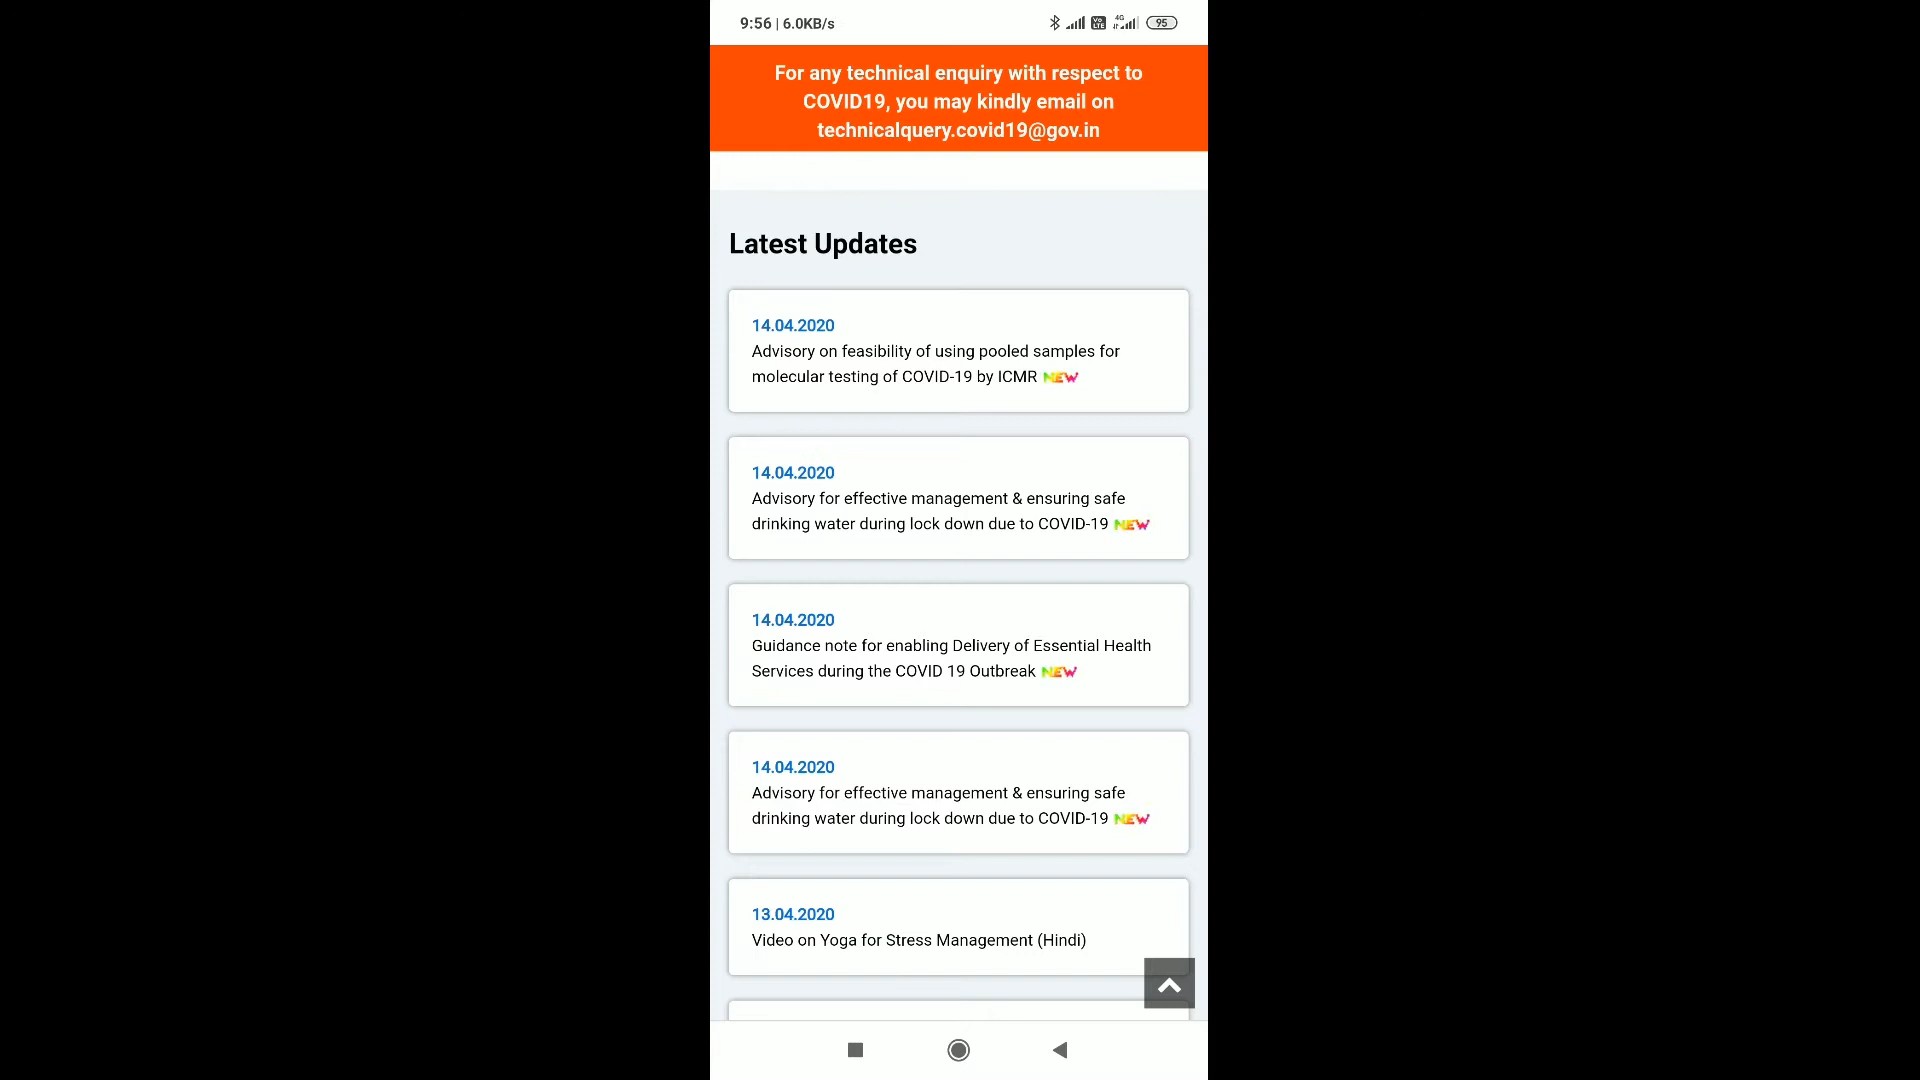 9:56 | 6.0KB/s
Vo LTE 4G 95
For any technical enquiry with respect to
COVID19, you may kindly email on
technicalquery.covid19@gov.in
Latest Updates
14.04.2020
Advisory on feasibility of using pooled samples for
molecular testing of COVID-19 by ICMR NEW
14.04.2020
Advisory for effective management & ensuring safe
drinking water during lock down due to COVID-19 NEW
14.04.2020
Guidance note for enabling Delivery of Essential Health
Services during the COVID 19 Outbreak NEW
14.04.2020
Advisory for effective management & ensuring safe
drinking water during lock down due to COVID-19 NEW
13.04.2020
Video on Yoga for Stress Management (Hindi)